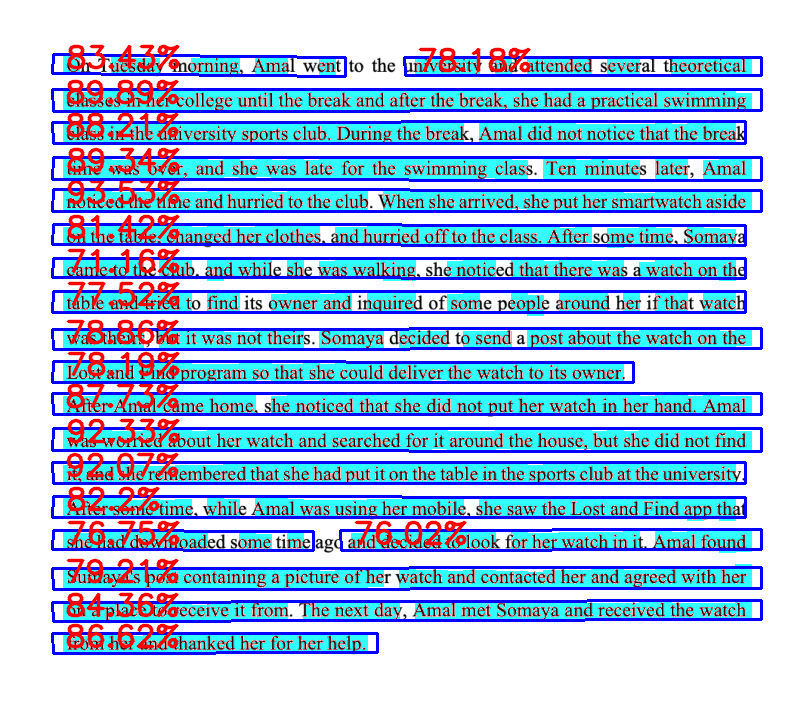 83.43% 78.18%
On Tuesday morning, Amal went to the university and attended several theoretical
89.89%
classes in her college until the break and after the break, she had a practical swimming
88.21%
class in the university sports club. During the break, Amal did not notice that the break
89.34%
time was over, and she was late for the swimming class. Ten minutes later, Amal
93.53%
noticed the time and hurried to the club. When she arrived, she put her smartwatch aside
81.42%
on the table, changed her clothes, and hurried off to the class. After some time, Somaya
71.16%
came to the club, and while she was walking, she noticed that there was a watch on the
77.52%
table and tried to find its owner and inquired of some people around her if that watch
78.86%
was theirs, but it was not theirs. Somaya decided to send a post about the watch on the
78.19%
Lost and Find program so that she could deliver the watch to its owner.
87.73%
After Amal came home, she noticed that she did not put her watch in her hand. Amal
92.33%
was worried about her watch and searched for it around the house, but she did not find
92.07%
it, and she remembered that she had put it on the table in the sports club at the university.
82.2%
After some time, while Amal was using her mobile, she saw the Lost and Find app that
76.75% 76.02%
she had downloaded some time ago and decided to look for her watch in it. Amal found
79.21%
Sumaya's post containing a picture of her watch and contacted her and agreed with her
84.36%
on a place to receive it from. The next day, Amal met Somaya and received the watch
86.62%
from her and thanked her for her help.